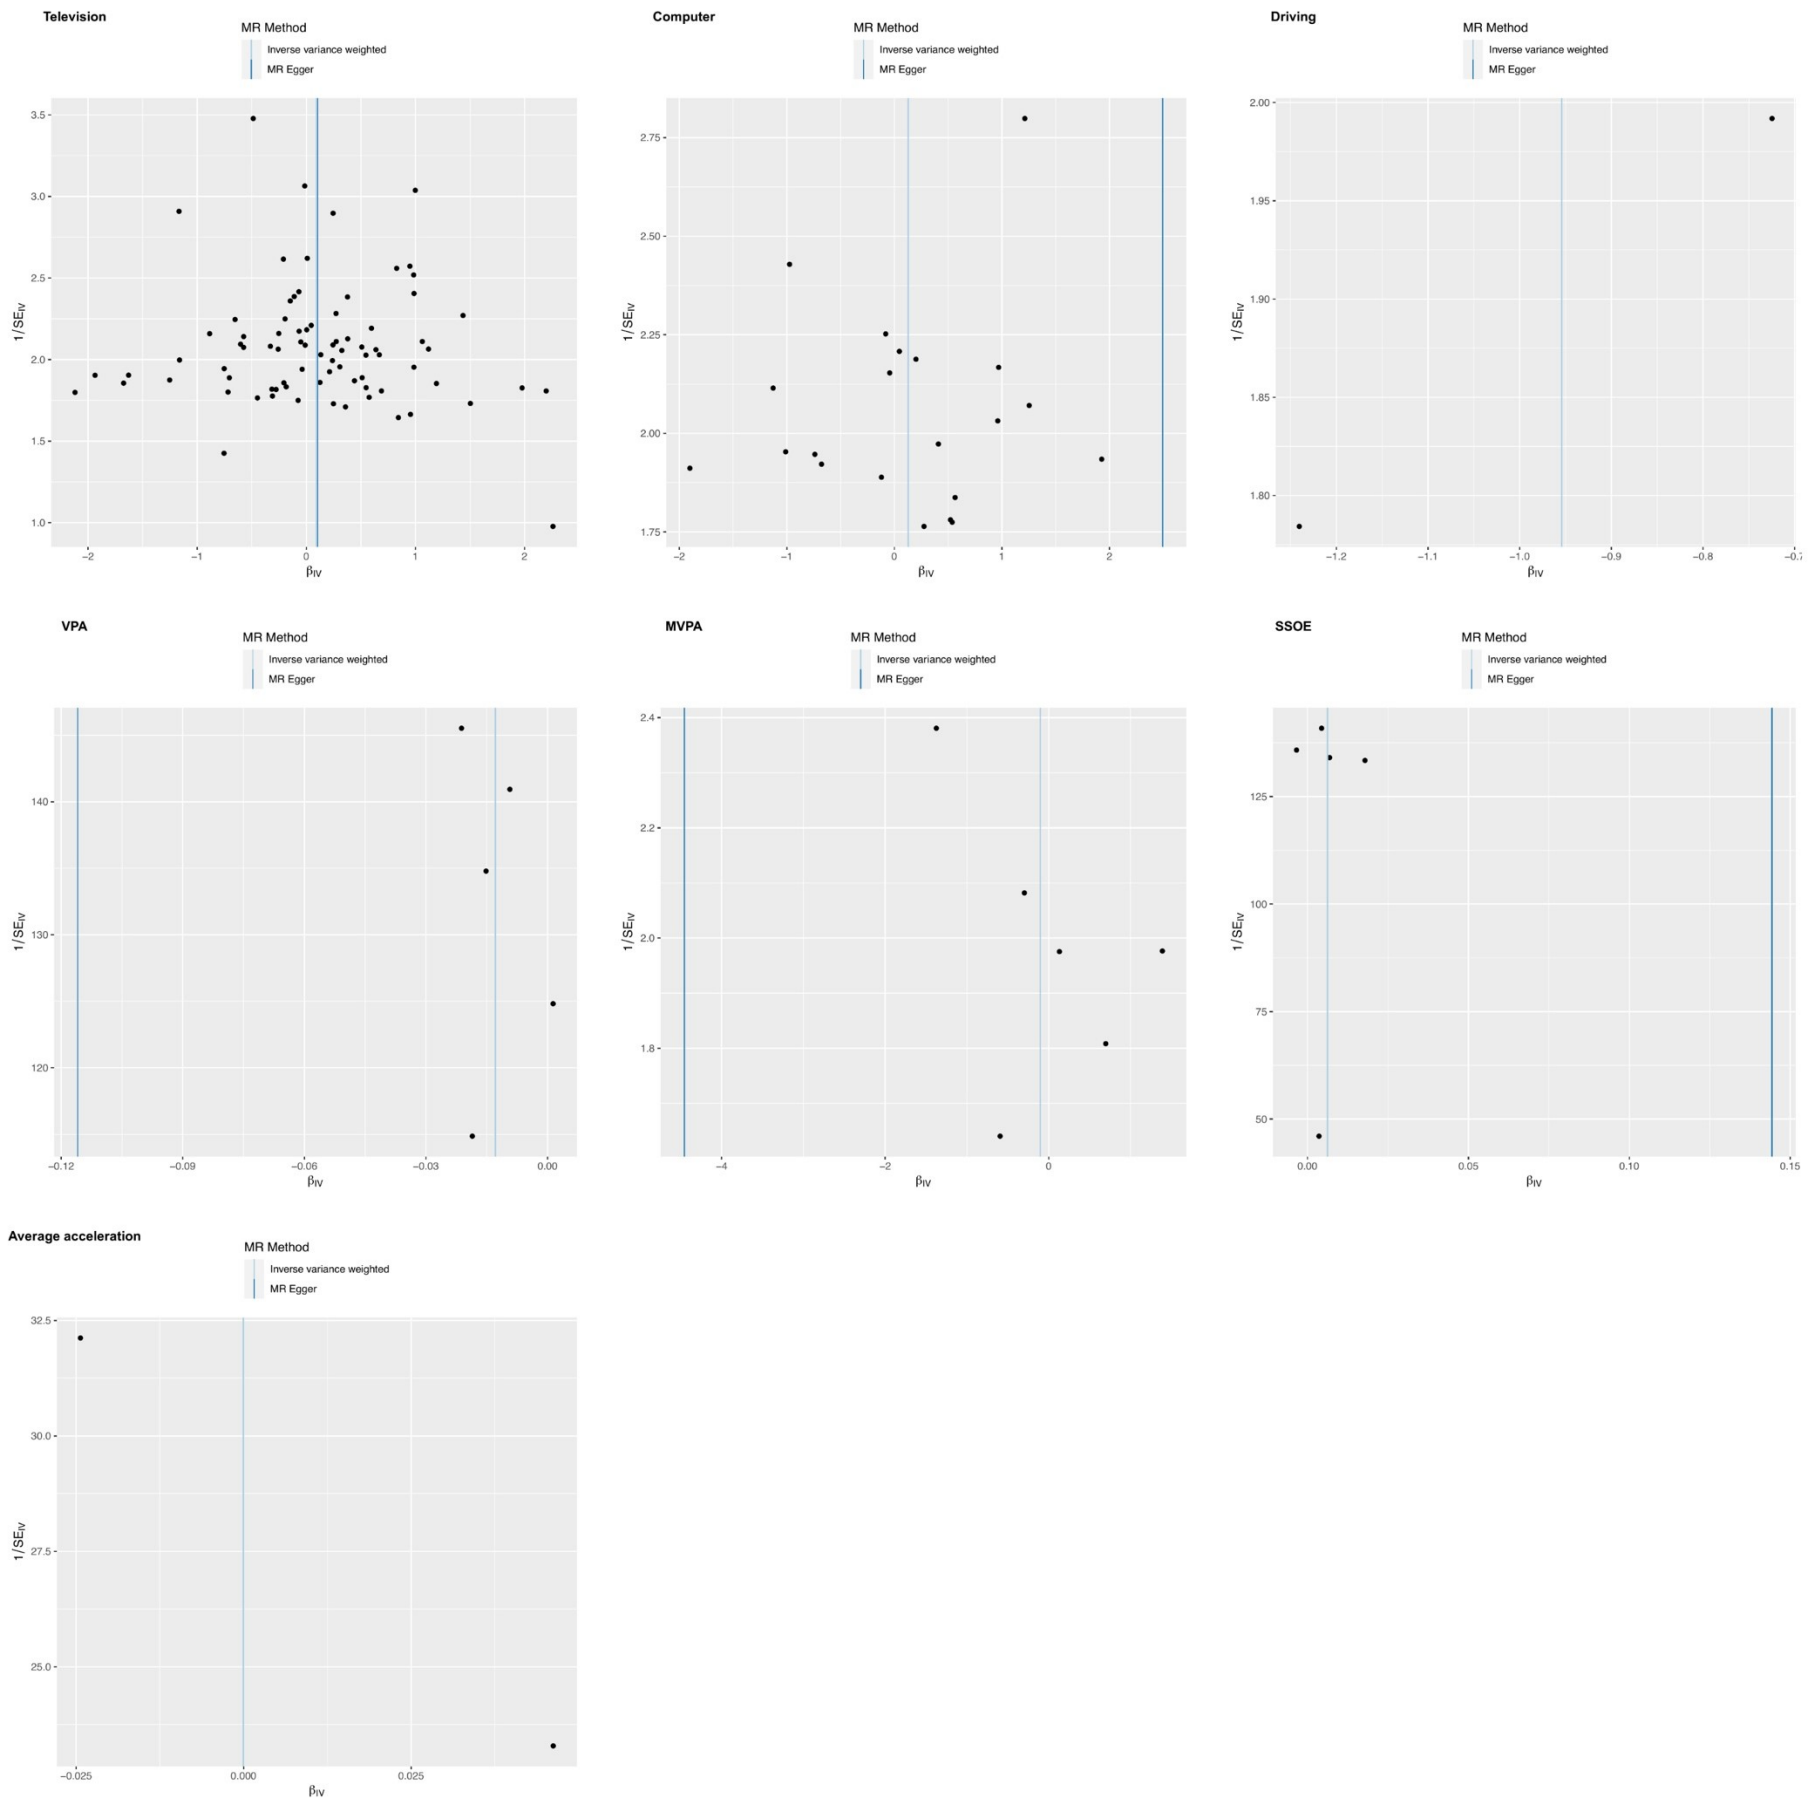 Television
MR Method
Inverse variance weighted
MR Egger
3.5
3.0
2.5
2.0
1.5
1.0
1/SE_IV
−2
−1
0
1
2
β_IV
Computer
MR Method
Inverse variance weighted
MR Egger
2.75
2.50
2.25
2.00
1.75
1/SE_IV
−2
−1
0
1
2
β_IV
Driving
MR Method
Inverse variance weighted
MR Egger
2.00
1.95
1.90
1.85
1.80
1/SE_IV
−1.2
−1.1
−1.0
−0.9
−0.8
β_IV
VPA
MR Method
Inverse variance weighted
MR Egger
140
130
120
1/SE_IV
−0.12
−0.09
−0.06
−0.03
0.00
β_IV
MVPA
MR Method
Inverse variance weighted
MR Egger
2.4
2.2
2.0
1.8
1/SE_IV
−4
−2
0
β_IV
SSOE
MR Method
Inverse variance weighted
MR Egger
125
100
75
50
1/SE_IV
0.00
0.05
0.10
0.15
β_IV
Average acceleration
MR Method
Inverse variance weighted
MR Egger
32.5
30.0
27.5
25.0
1/SE_IV
−0.025
0.000
0.025
β_IV